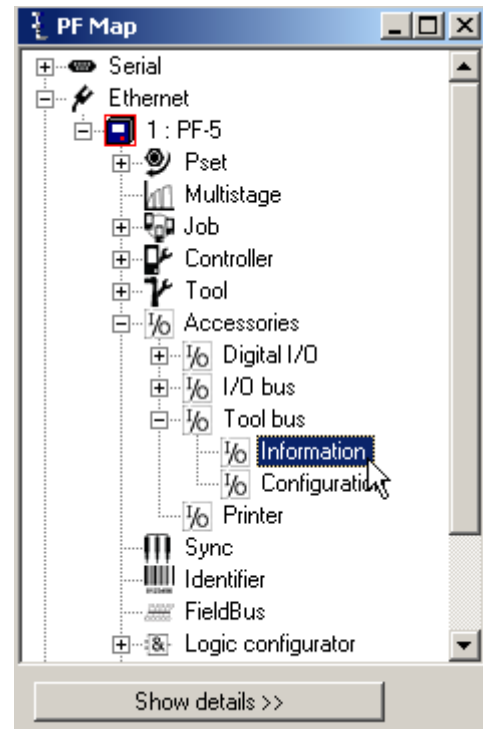 PF Map
Serial
Ethernet
1 : PF-5
Pset
Multistage
Job
Controller
Tool
Accessories
I/O Digital I/O
I/O I/O bus
I/O Tool bus
I/O Information
I/O Configuration
I/O Printer
Sync
Identifier
FieldBus
& Logic configurator
Show details >>